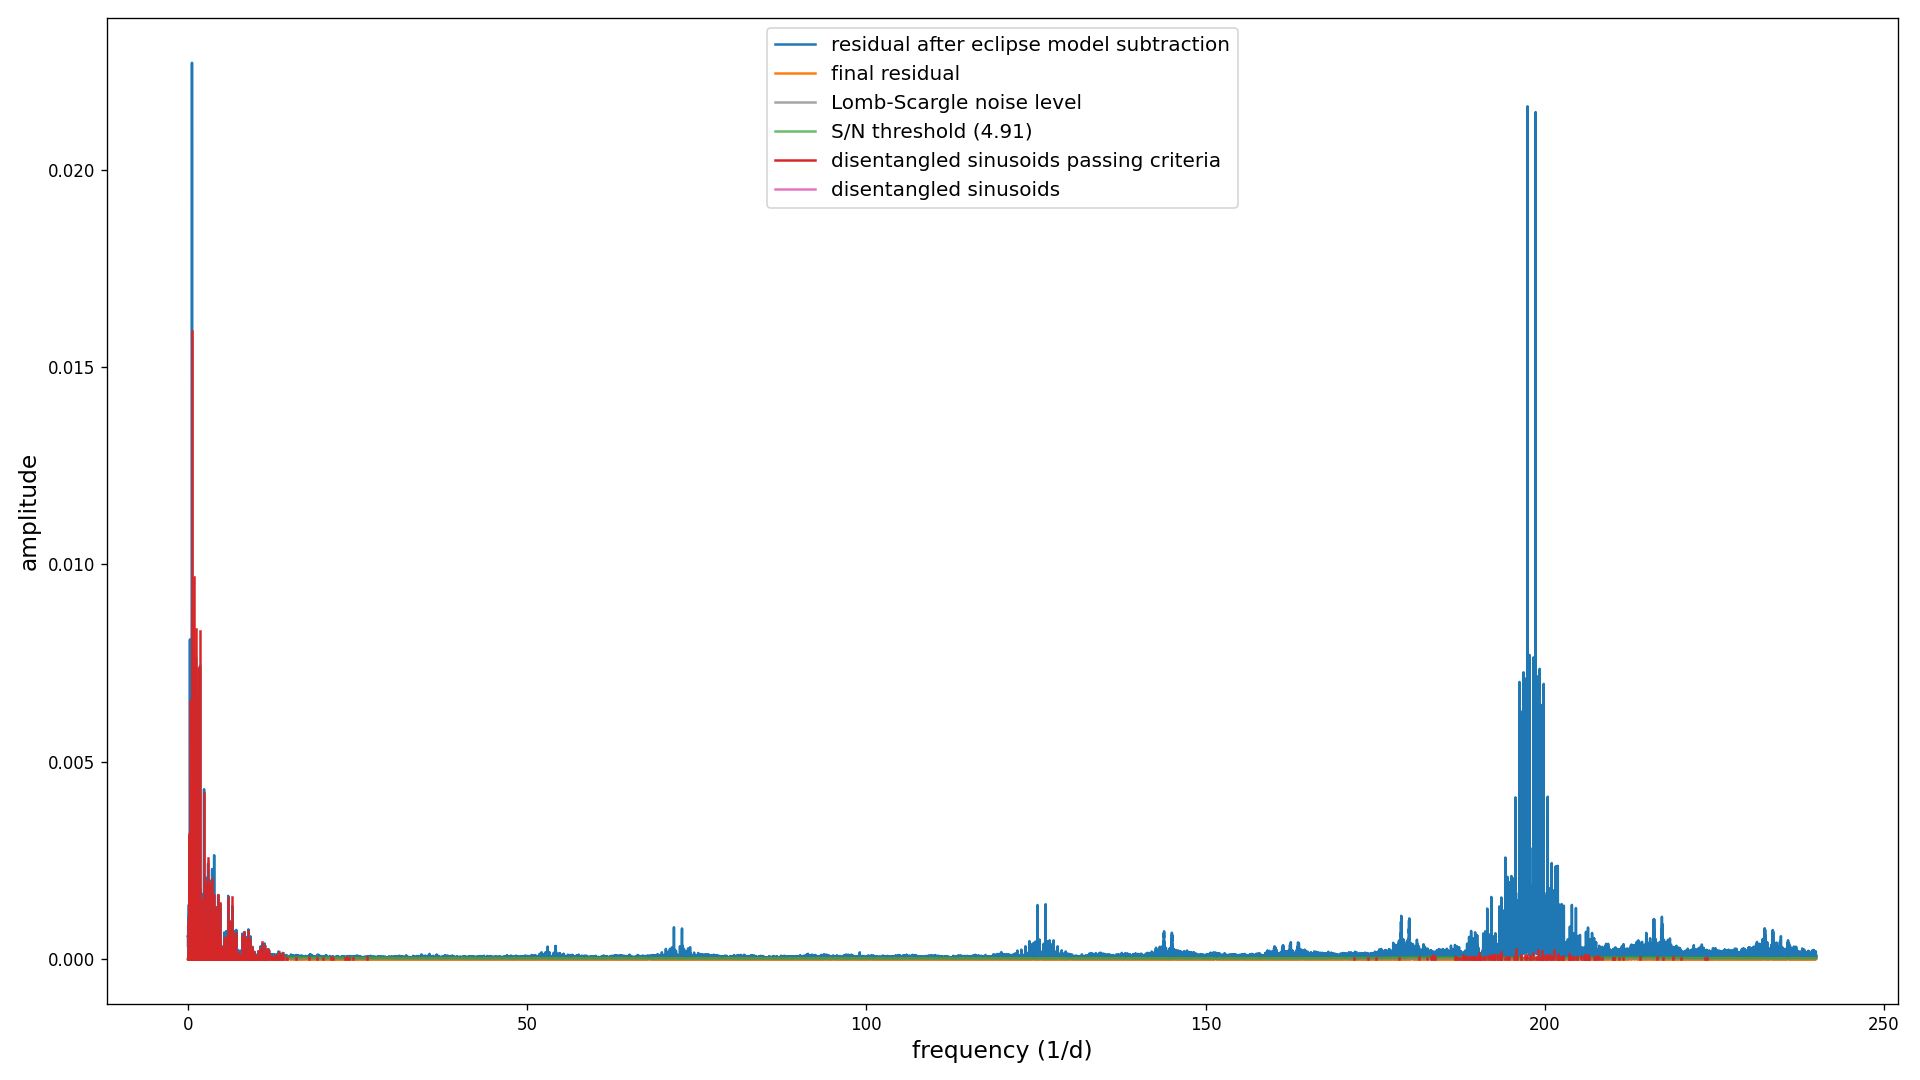 residual after eclipse model subtraction
final residual
Lomb-Scargle noise level
S/N threshold (4.91)
disentangled sinusoids passing criteria
disentangled sinusoids
amplitude
0.020
0.015
0.010
0.005
0.000
0
50
100
150
200
250
frequency (1/d)